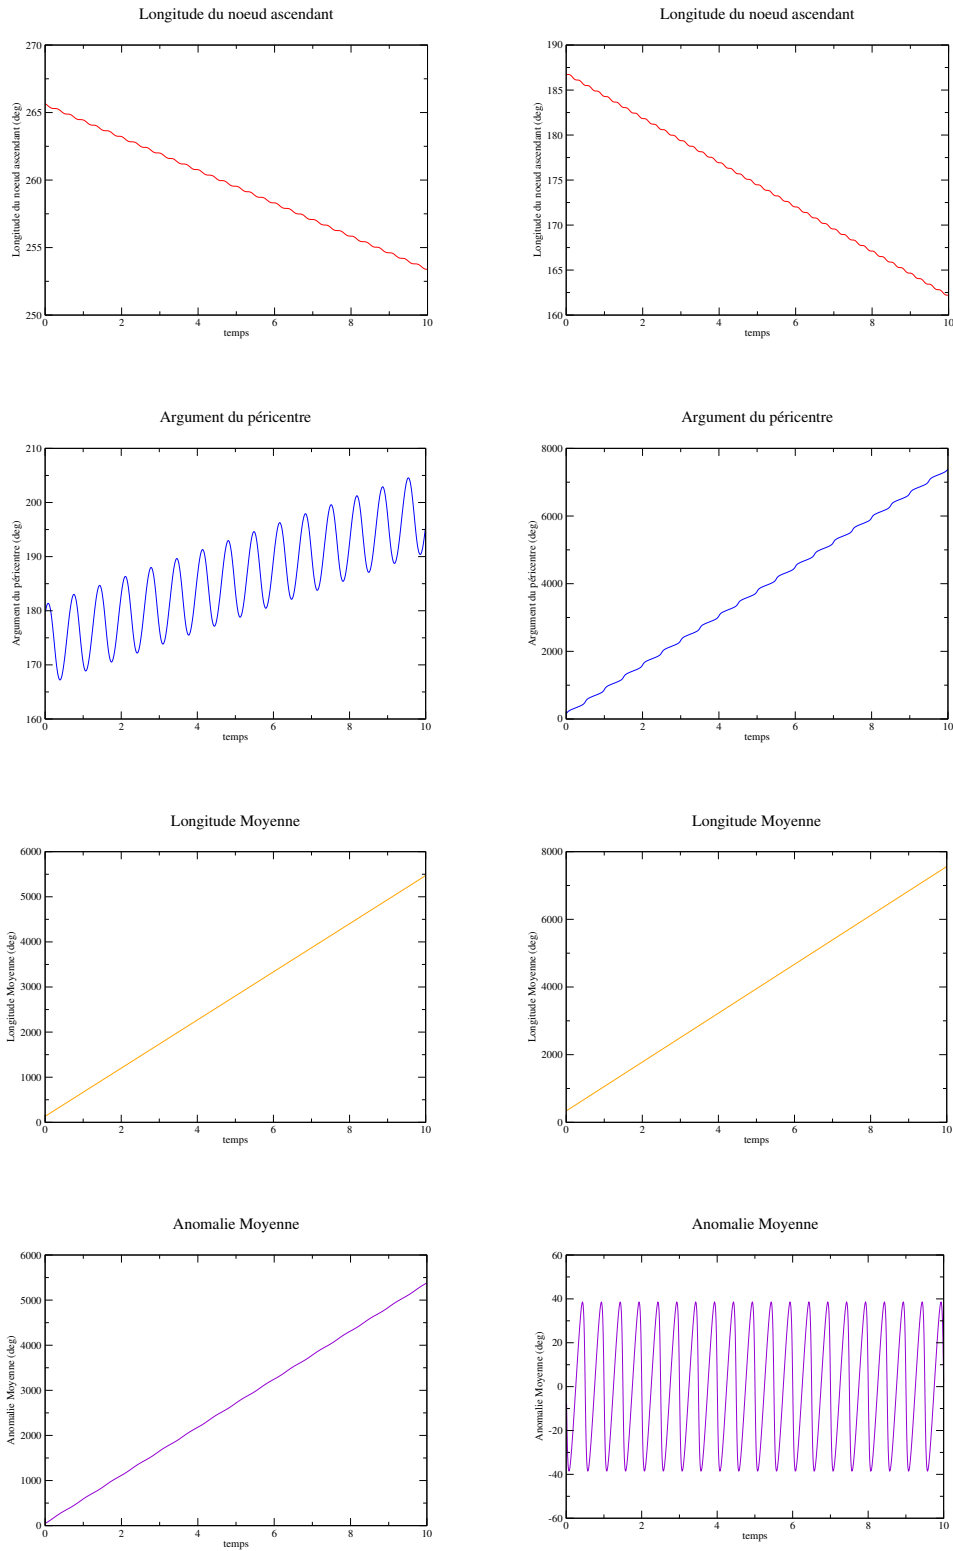 Longitude du noeud ascendant
270
265
260
255
250
Longitude du noeud ascendant (deg)
0 2 4 6 8 10
temps
Longitude du noeud ascendant
190
185
180
175
170
165
160
Longitude du noeud ascendant (deg)
0 2 4 6 8 10
temps
Argument du péricentre
210
200
190
180
170
160
Argument du péricentre (deg)
0 2 4 6 8 10
temps
Argument du péricentre
8000
6000
4000
2000
0
Argument du péricentre (deg)
0 2 4 6 8 10
temps
Longitude Moyenne
6000
5000
4000
3000
2000
1000
0
Longitude Moyenne (deg)
0 2 4 6 8 10
temps
Longitude Moyenne
8000
6000
4000
2000
0
Longitude Moyenne (deg)
0 2 4 6 8 10
temps
Anomalie Moyenne
6000
5000
4000
3000
2000
1000
0
Anomalie Moyenne (deg)
0 2 4 6 8 10
temps
Anomalie Moyenne
60
40
20
0
-20
-40
-60
Anomalie Moyenne (deg)
0 2 4 6 8 10
temps